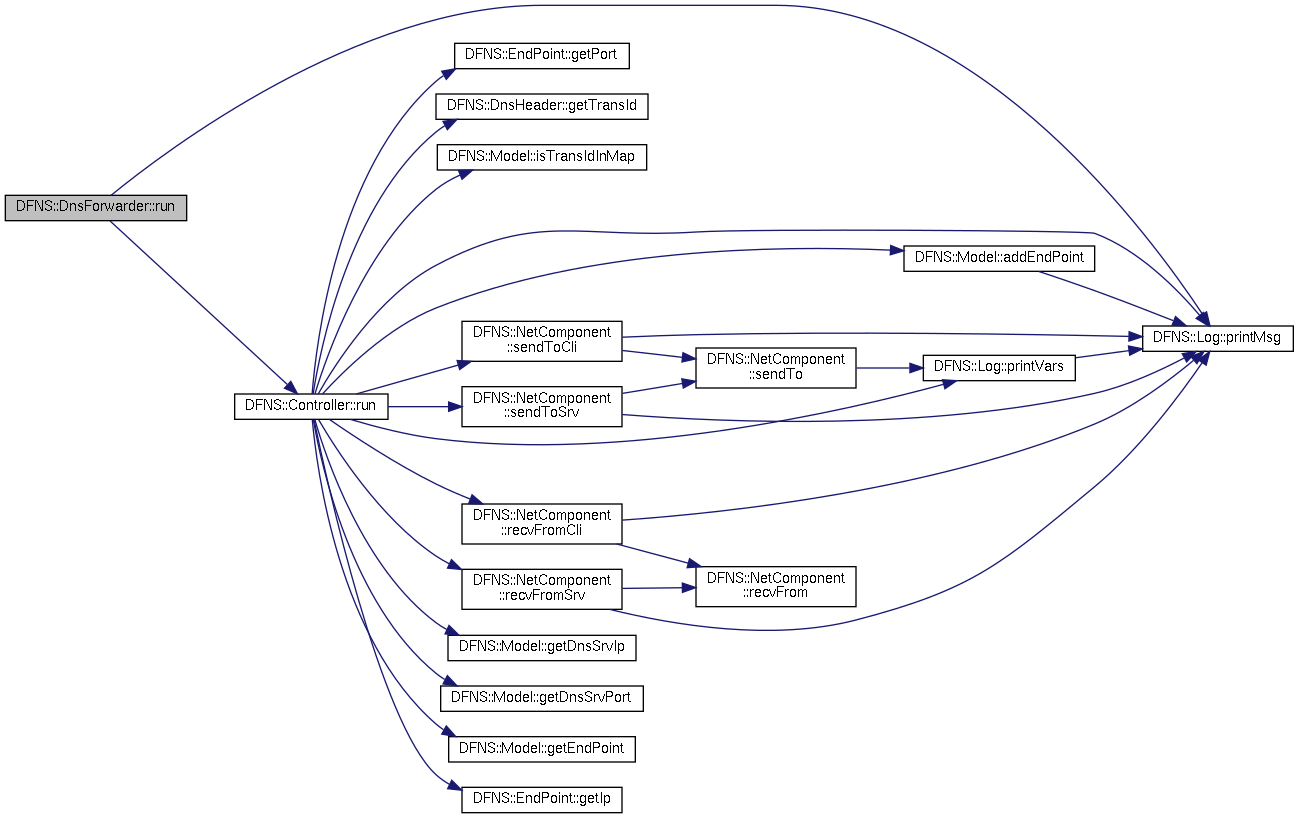 DFNS::EndPoint::getPort
DFNS::DnsHeader::getTransId
DFNS::Model::isTransIdInMap
DFNS::DnsForwarder::run
DFNS::Model::addEndPoint
DFNS::NetComponent
::sendToCli
DFNS::Log::printMsg
DFNS::NetComponent
::sendTo
DFNS::Log::printVars
DFNS::Controller::run
DFNS::NetComponent
::sendToSrv
DFNS::NetComponent
::recvFromCli
DFNS::NetComponent
::recvFromSrv
DFNS::NetComponent
::recvFrom
DFNS::Model::getDnsSrvIp
DFNS::Model::getDnsSrvPort
DFNS::Model::getEndPoint
DFNS::EndPoint::getIp